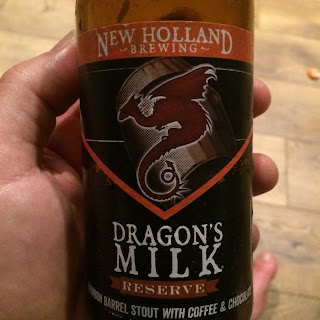 NEW HOLLAND
~BREWING~
DRAGON'S
MILK
RESERVE
BARREL STOUT WITH COFFEE &